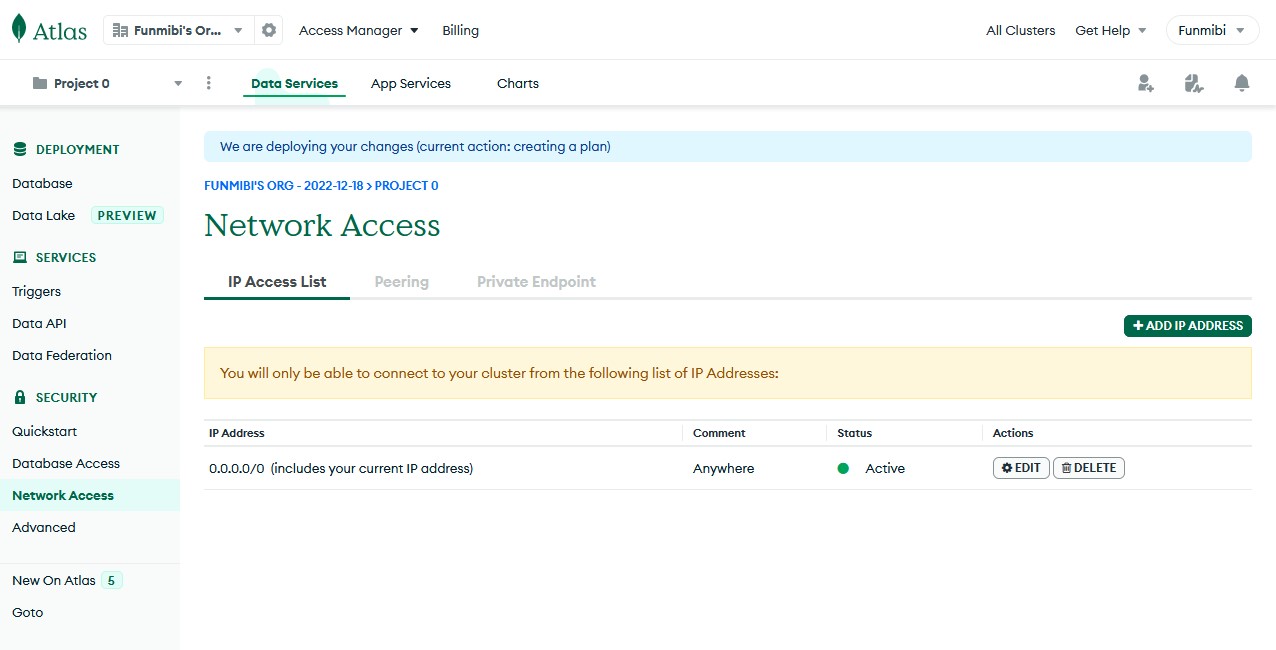 Atlas
Funmibi's Or...
Access Manager
Billing
All Clusters
Get Help
Funmibi
Project 0
Data Services
App Services
Charts
DEPLOYMENT
Database
Data Lake PREVIEW
SERVICES
Triggers
Data API
Data Federation
SECURITY
Quickstart
Database Access
Network Access
Advanced
New On Atlas 5
Goto
We are deploying your changes (current action: creating a plan)
FUNMIBI'S ORG - 2022-12-18 > PROJECT 0
Network Access
IP Access List
Peering
Private Endpoint
+ ADD IP ADDRESS
You will only be able to connect to your cluster from the following list of IP Addresses:
IP Address Comment Status Actions
0.0.0.0/0 (includes your current IP address) Anywhere Active EDIT DELETE